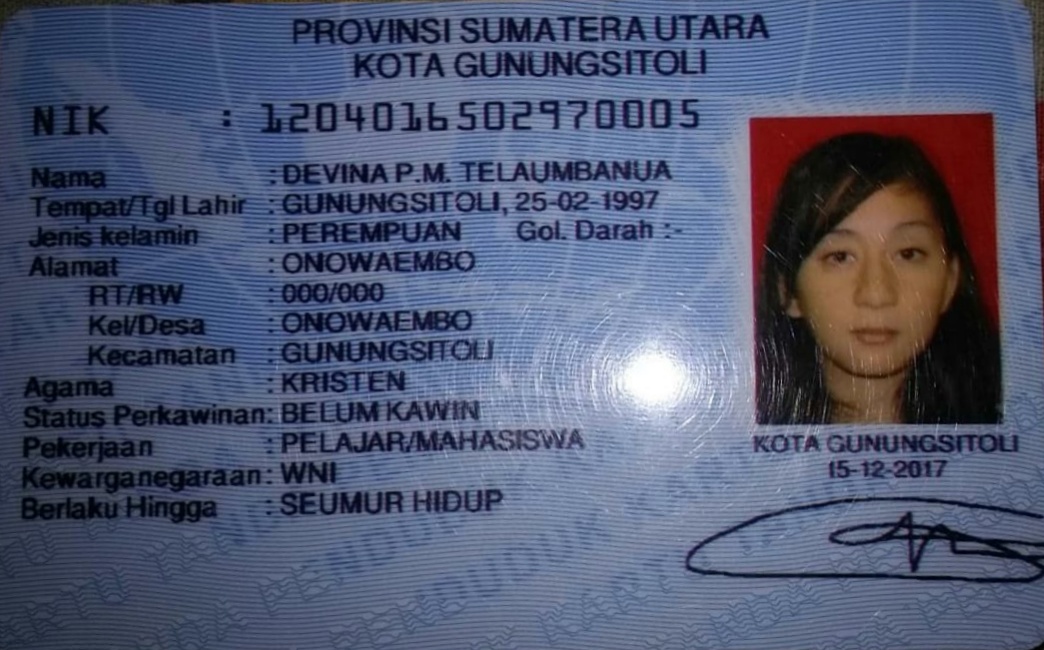 PROVINSI SUMATERA UTARA
KOTA GUNUNGSITOLI
NIK : 1204016502970005
Nama : DEVINA P.M. TELAUMBANUA
Tempat/Tgl Lahir : GUNUNGSITOLI, 25-02-1997
Jenis kelamin : PEREMPUAN Gol. Darah :-
Alamat : ONOWAEMBO
RT/RW : 000/000
Kel/Desa : ONOWAEMBO
Kecamatan : GUNUNGSITOLI
Agama : KRISTEN
Status Perkawinan: BELUM KAWIN
Pekerjaan : PELAJAR/MAHASISWA
Kewarganegaraan: WNI
Berlaku Hingga : SEUMUR HIDUP
KOTA GUNUNGSITOLI
15-12-2017